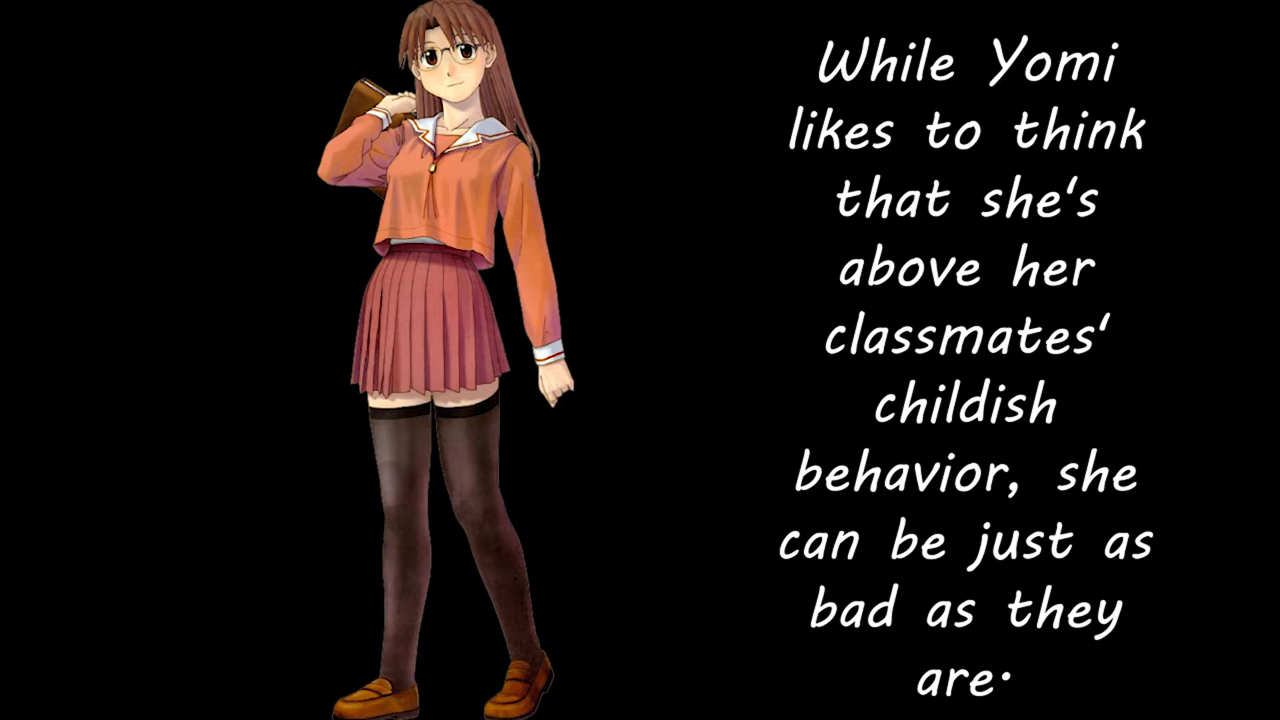 While Yomi
likes to think
that she's
above her
classmates'
childish
behavior, she
can be just as
bad as they
are.